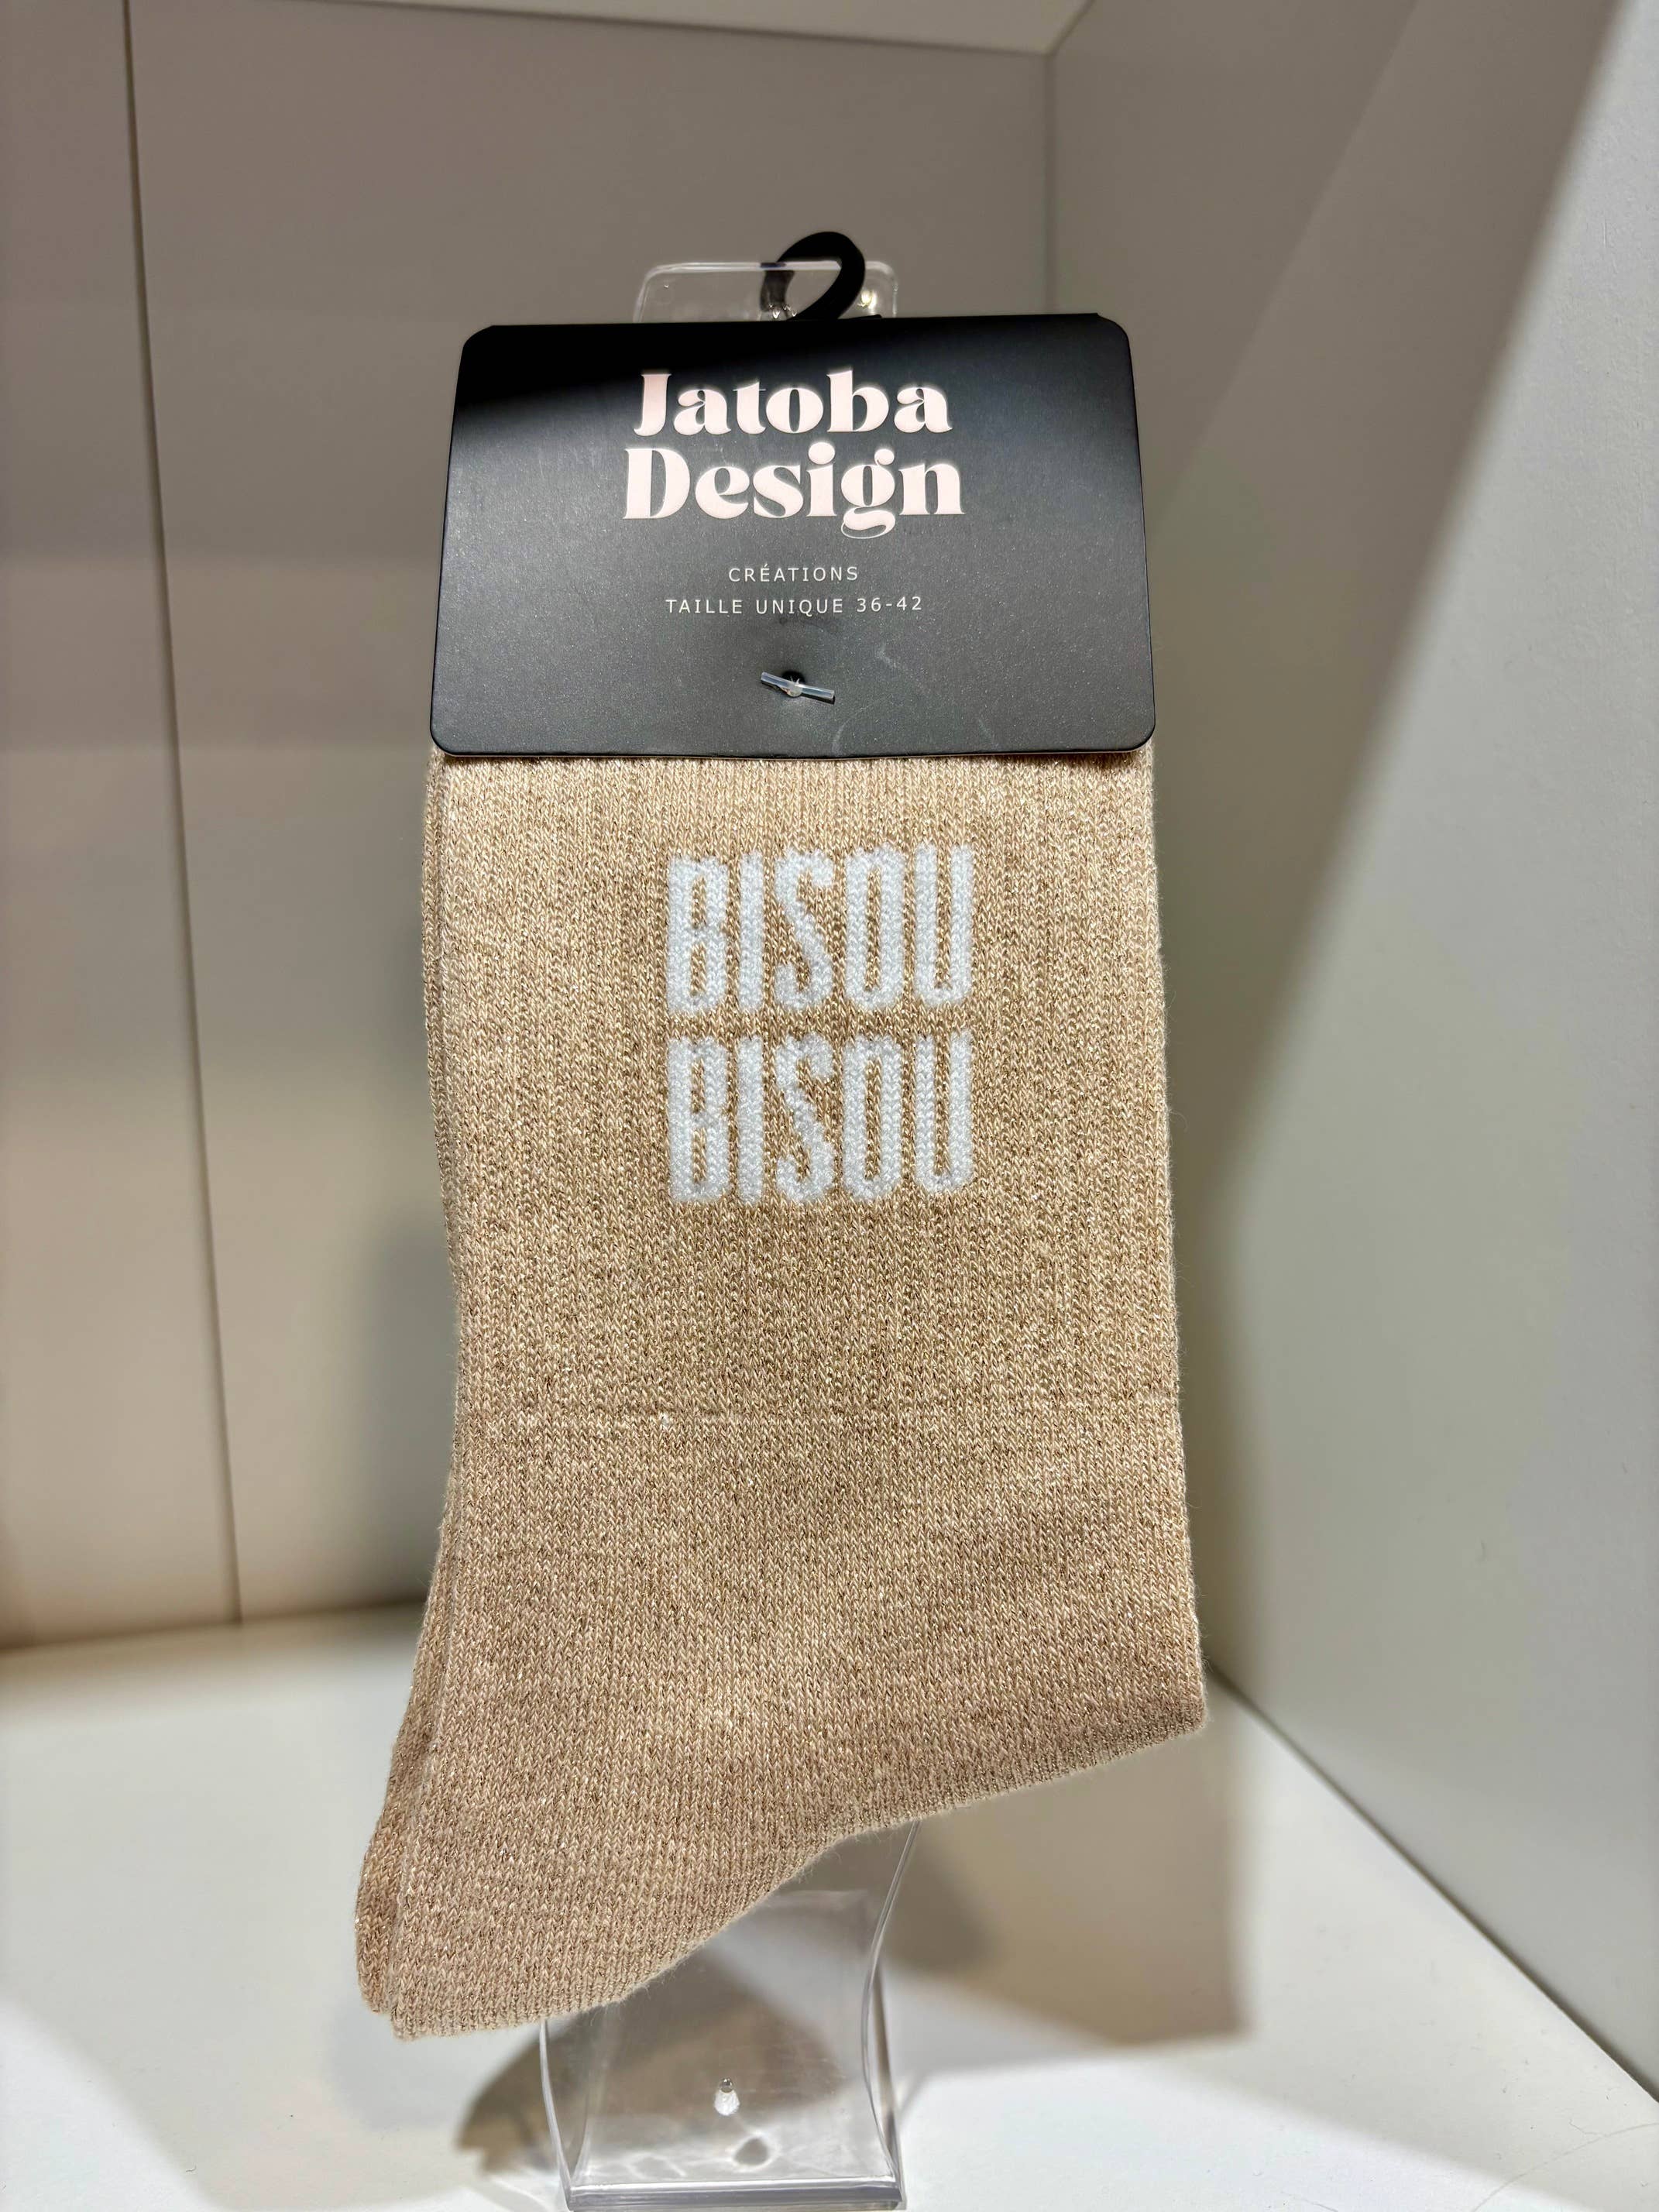 Jatoba
Design
CRÉATIONS
TAILLE UNIQUE 36-42
BISOU
BISOU